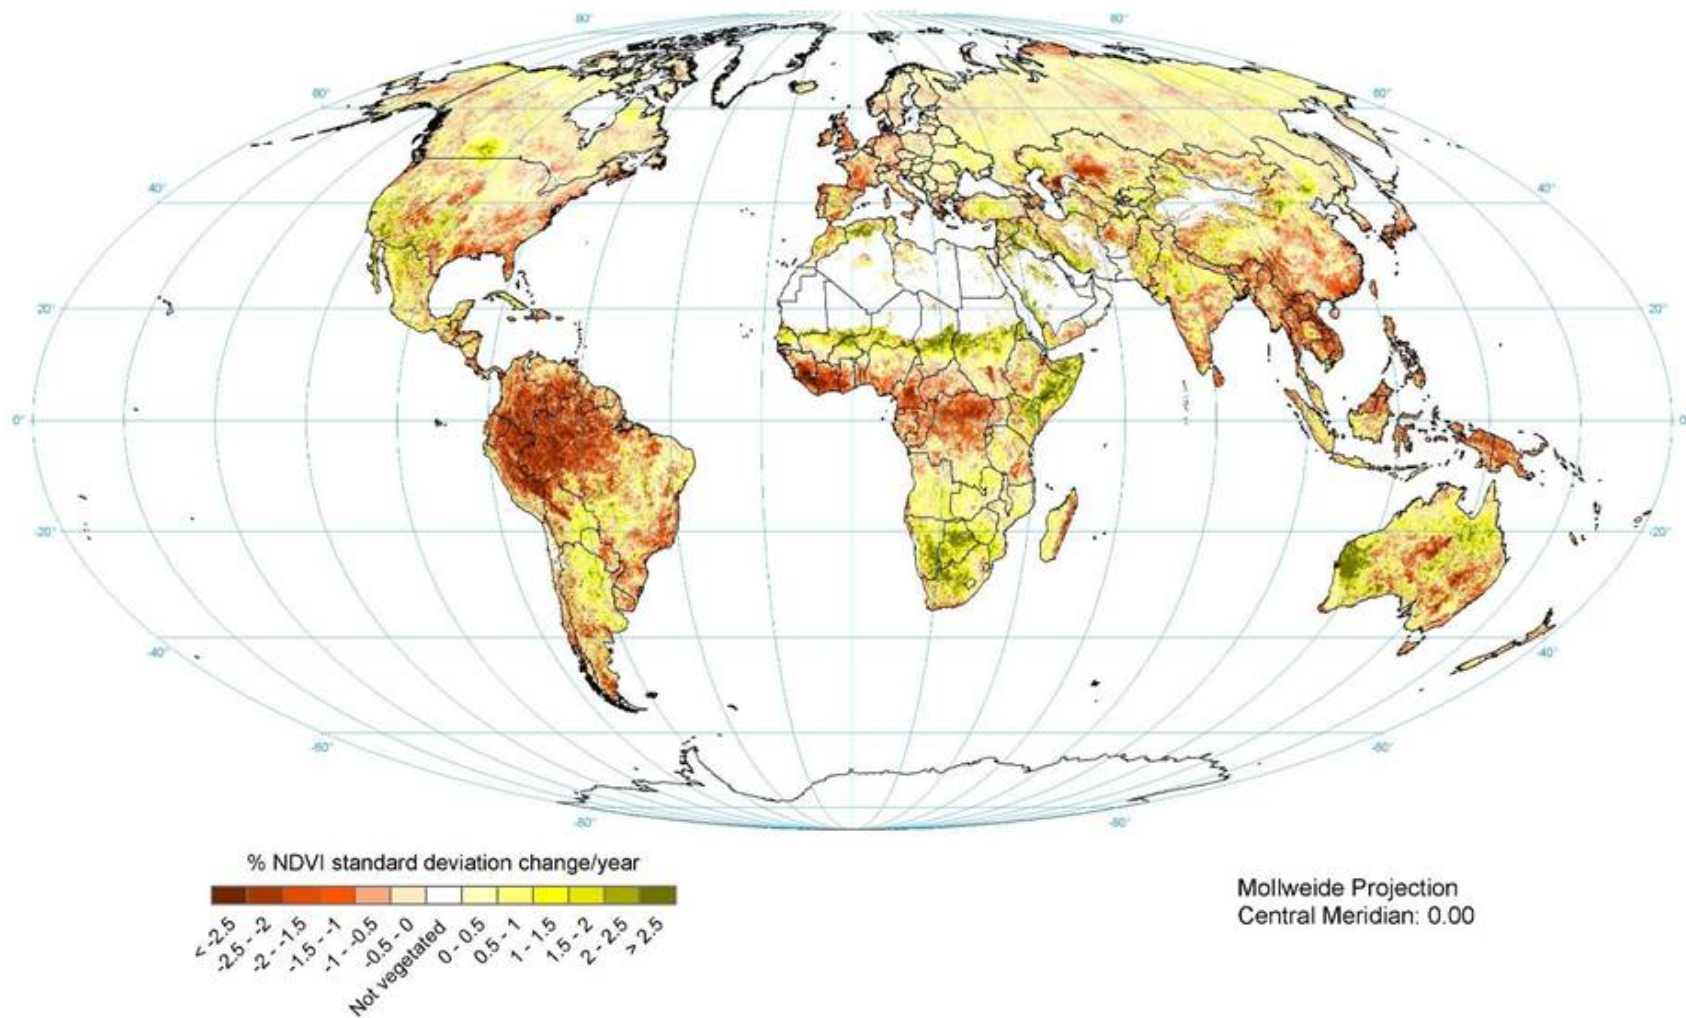 80° 80°
60° 60°
40° 40°
20° 20°
0° 0°
-20° -20°
-40° -40°
-60° -60°
-80° -80°
% NDVI standard deviation change/year
< -2.5
-2.5 - -2
-2 - -1.5
-1.5 - -1
-1 - -0.5
-0.5 - 0
Not vegetated
0 - 0.5
0.5 - 1
1 - 1.5
1.5 - 2
2 - 2.5
> 2.5
Mollweide Projection
Central Meridian: 0.00